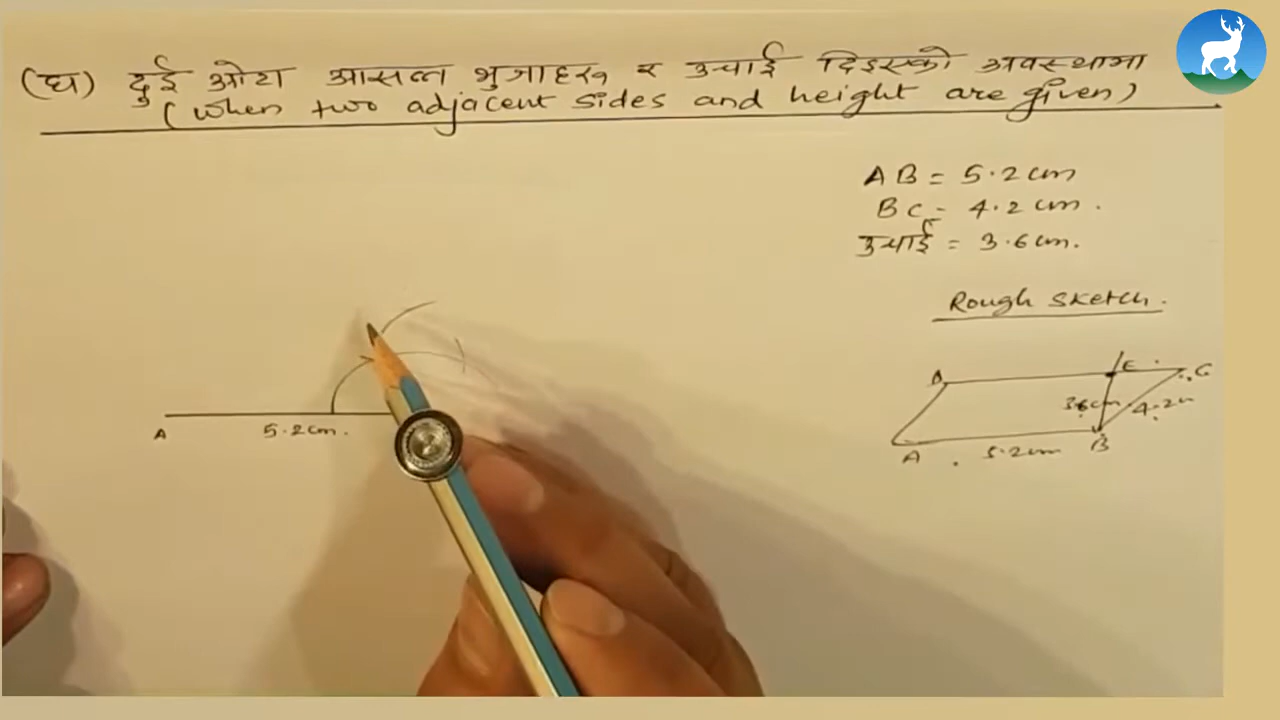 (घ) दुई ओटा आसन्न भुजाहरु र उचाई दिइएको अवस्थामा
(when two adjacent sides and height are given)
AB = 5.2 cm
BC = 4.2 cm.
उचाई = 3.6 cm.
Rough Sketch.
D E C
3.6cm 4.2
A 5.2cm B
A 5.2cm.